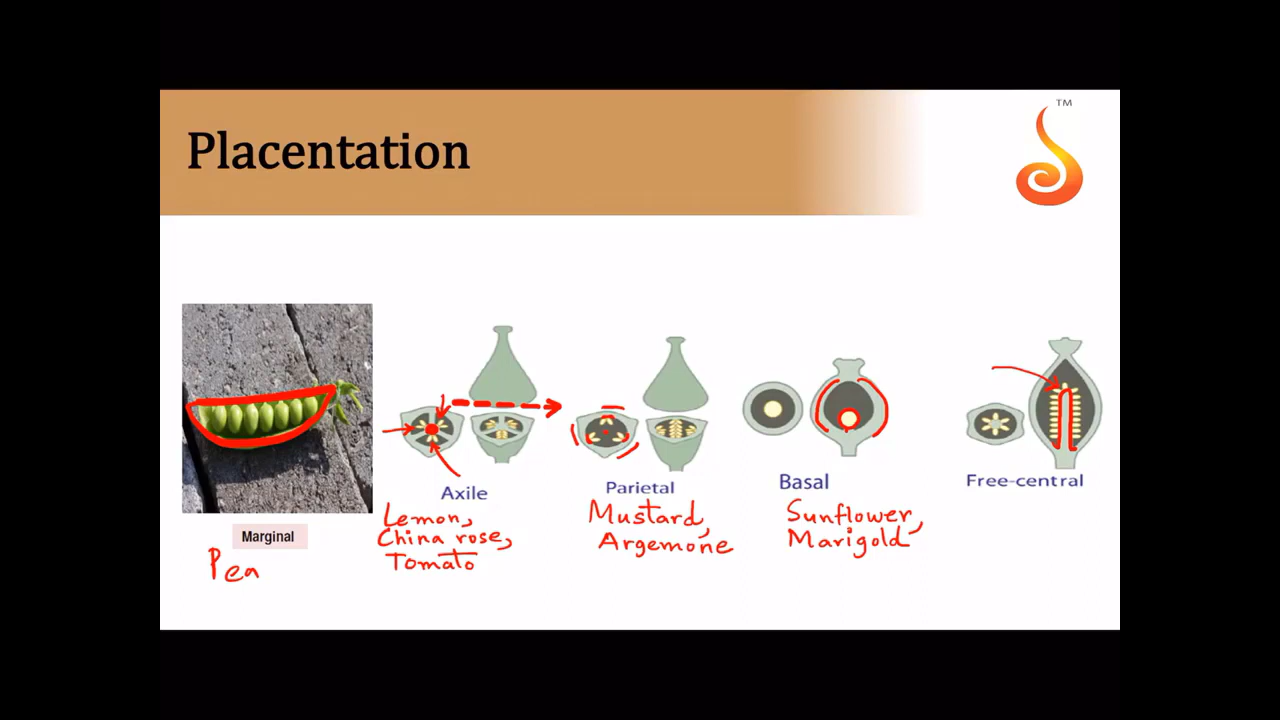 TM
Placentation
Marginal
Pea
Axile
Lemon,
China rose,
Tomato
Parietal
Mustard,
Argemone
Basal
Sunflower,
Marigold
Free-central